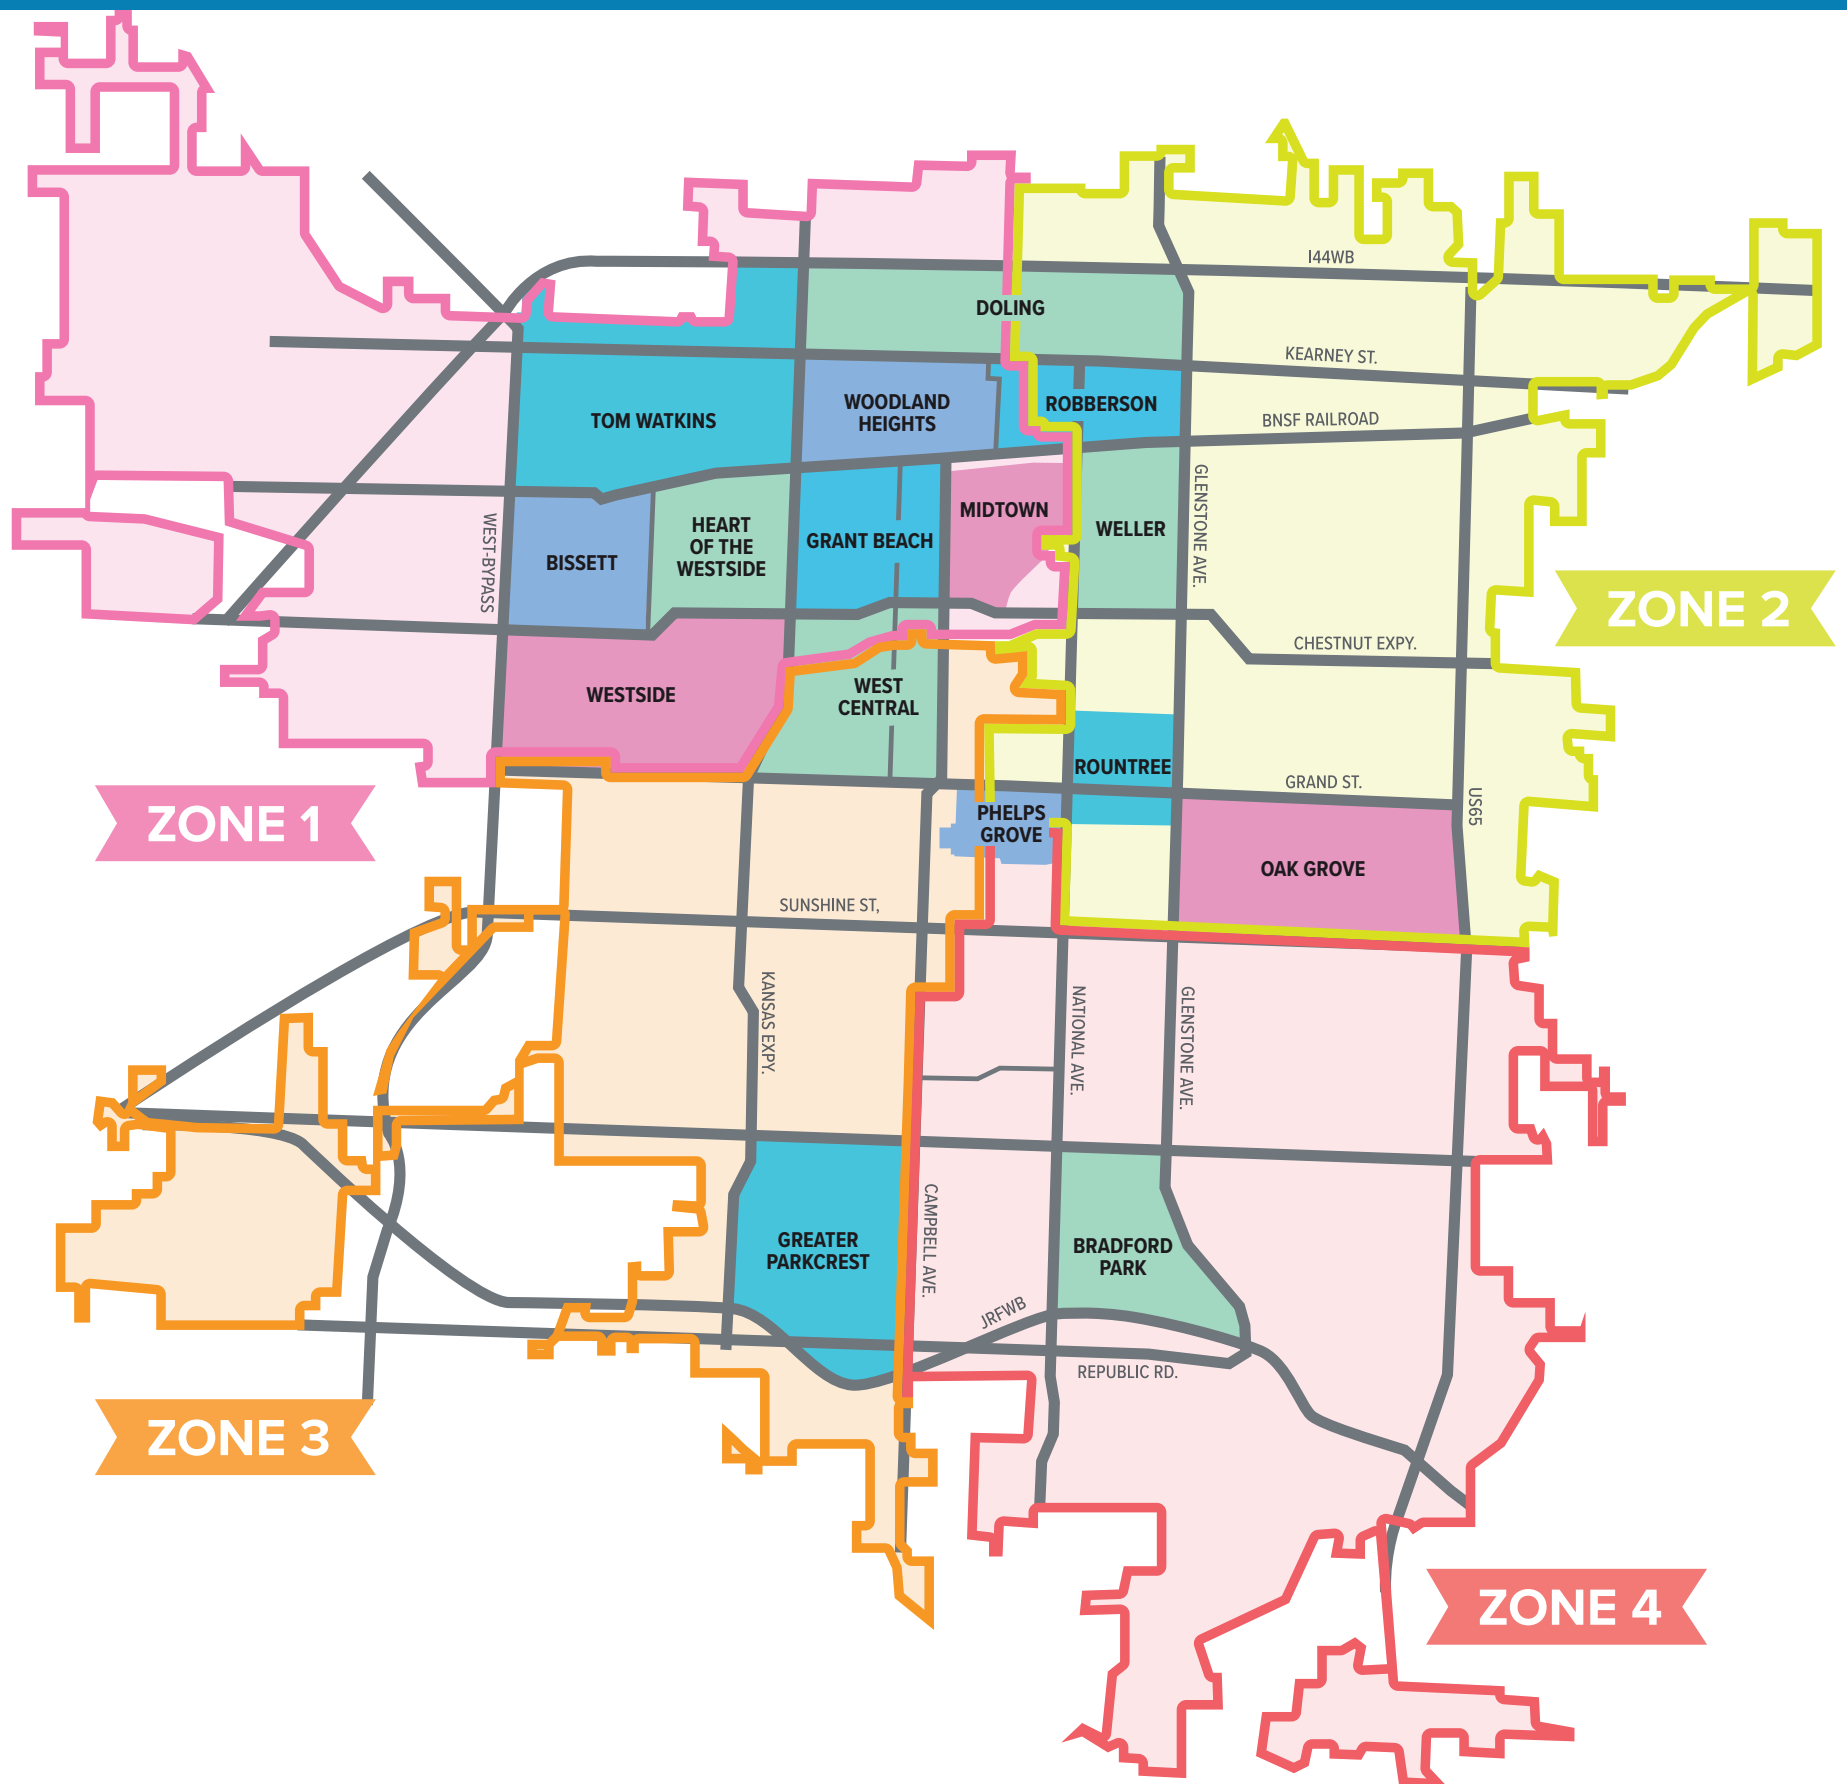 I44WB
DOLING
KEARNEY ST.
WOODLAND
HEIGHTS
ROBBERSON
TOM WATKINS
BNSF RAILROAD
GLENSTONE AVE.
MIDTOWN
WEST-BYPASS
HEART
OF THE
WESTSIDE
GRANT BEACH
WELLER
BISSETT
ZONE 2
CHESTNUT EXPY.
WESTSIDE
WEST
CENTRAL
ROUNTREE
GRAND ST.
US65
ZONE 1
PHELPS
GROVE
OAK GROVE
SUNSHINE ST,
KANSAS EXPY.
NATIONAL AVE.
GLENSTONE AVE.
CAMPBELL AVE.
GREATER
PARKCREST
BRADFORD
PARK
JRFWB
REPUBLIC RD.
ZONE 3
ZONE 4